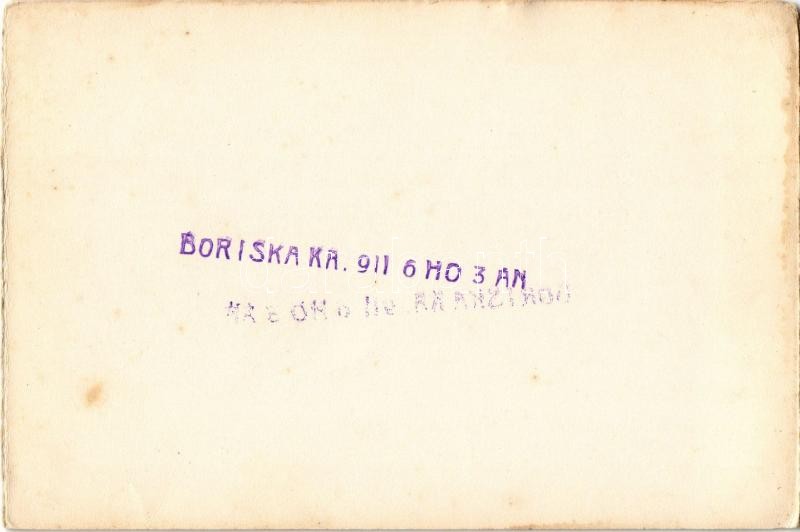 BORISKA KA. 911 6 HO 3 AN